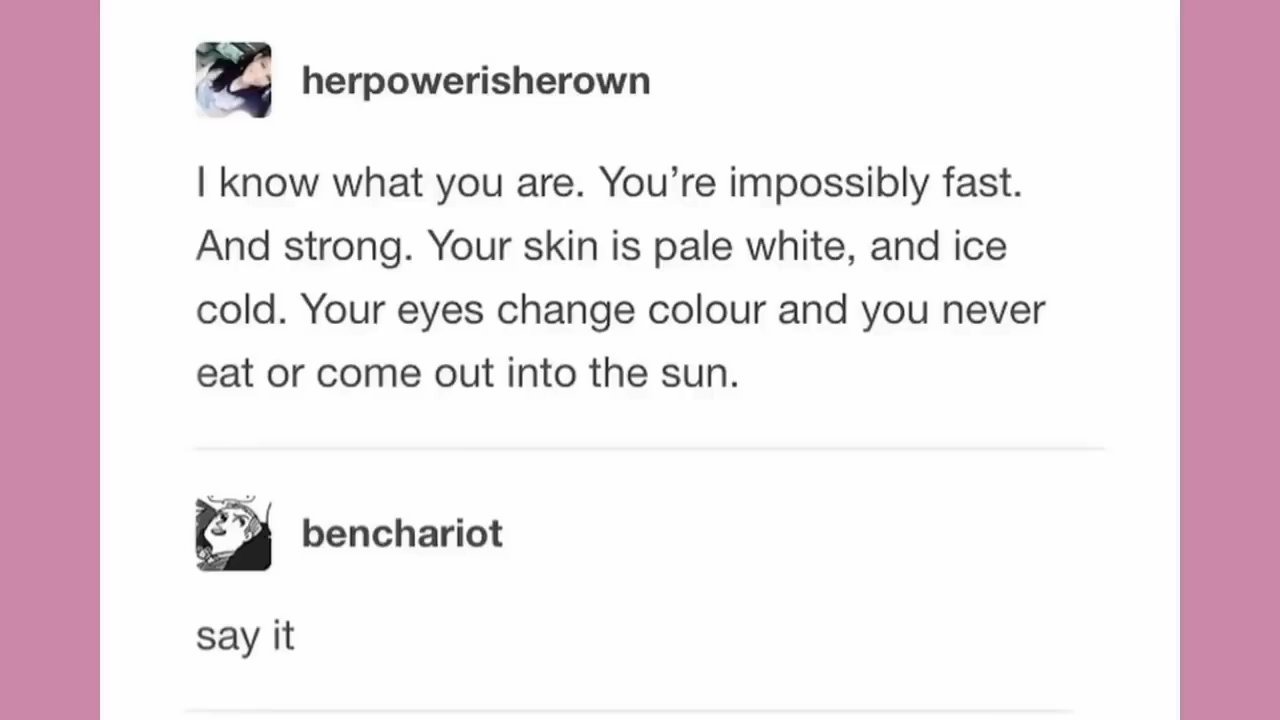 herpowerisherown
I know what you are. You’re impossibly fast.
And strong. Your skin is pale white, and ice
cold. Your eyes change colour and you never
eat or come out into the sun.
benchariot
say it